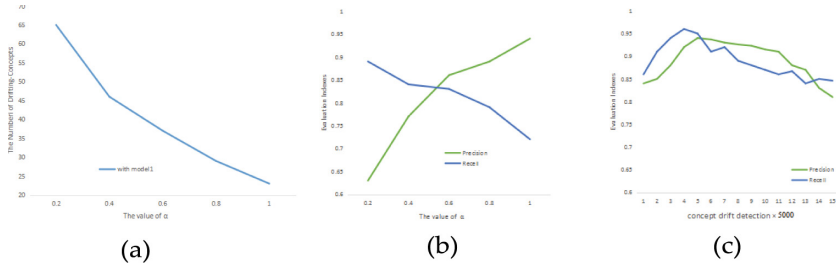 70
65
60
55
50
45
40
35
30
25
20
The Number of Drifting-Concepts
with model1
0.2 0.4 0.6 0.8 1
The value of α
(a)
1
0.95
0.9
0.85
0.8
0.75
0.7
0.65
0.6
Evaluation Indexers
Precision
Recell
0.2 0.4 0.6 0.8 1
The value of α
(b)
1
0.95
0.9
0.85
0.8
0.75
0.7
0.65
0.6
Evaluation Indexers
Precision
Recell
1 2 3 4 5 6 7 8 9 10 11 12 13 14 15
concept drift detection × 5000
(c)